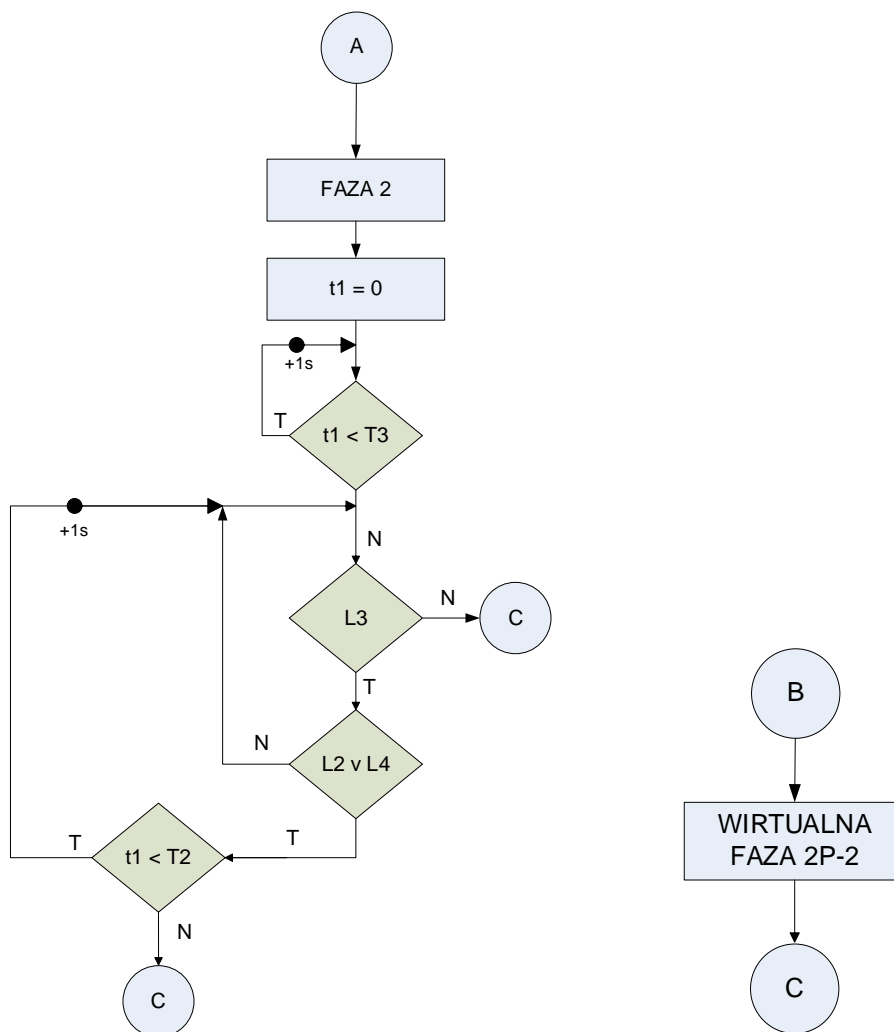 A
FAZA 2
t1 = 0
+1s
T
t1 < T3
+1s
N
L3
N
C
T
N
L2 v L4
T
T
t1 < T2
N
C
B
WIRTUALNA
FAZA 2P-2
C